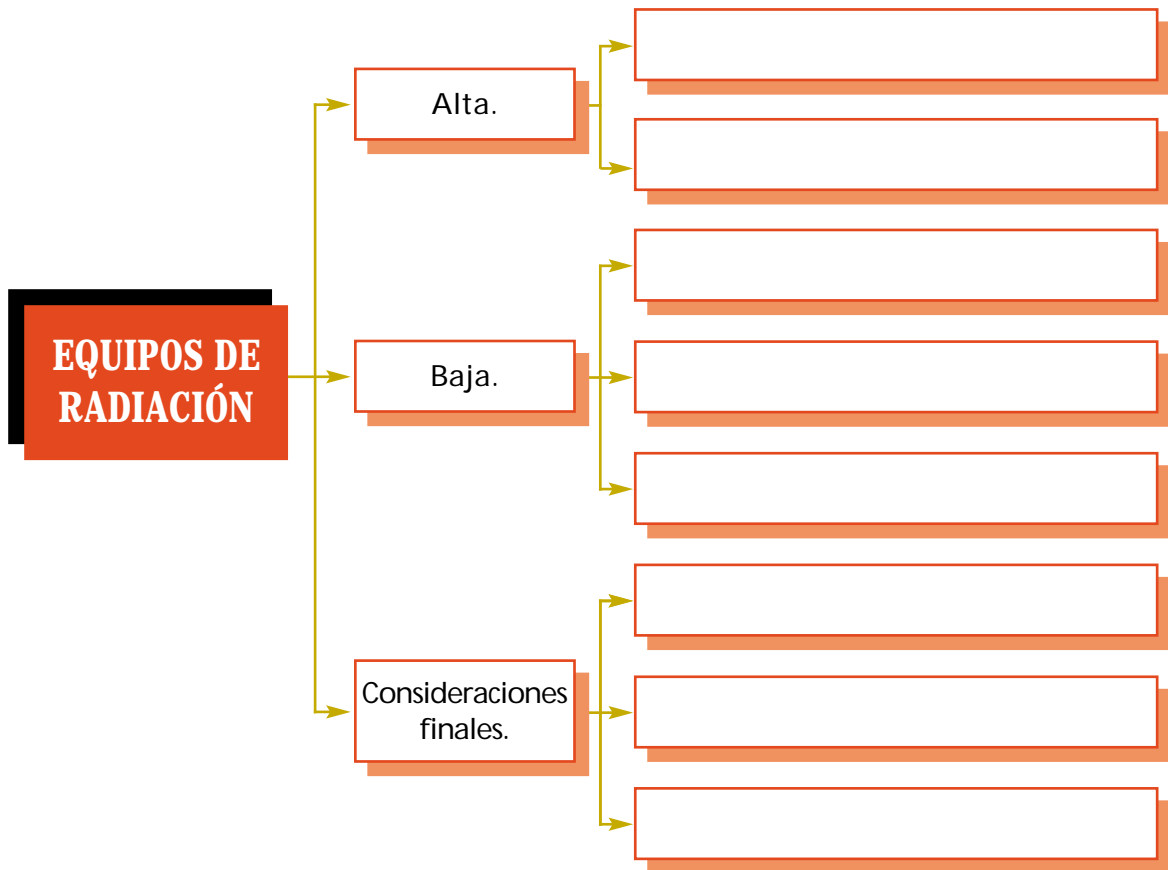 EQUIPOS DE
RADIACIÓN
Alta.
Baja.
Consideraciones
finales.